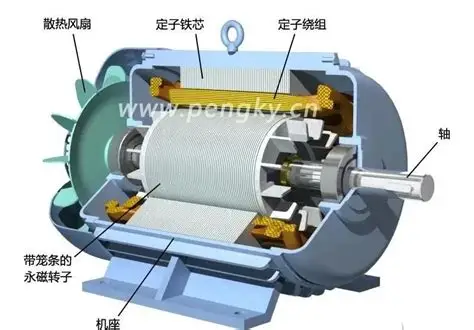 散热风扇
定子铁芯
定子绕组
www.pengky.cn
轴
带笼条的
永磁转子
机座